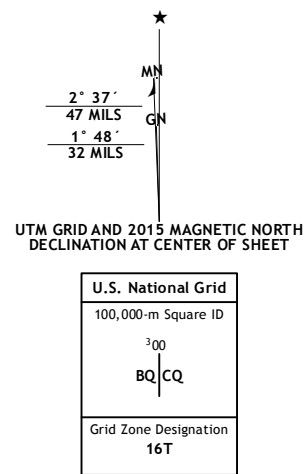 ★
MN
2° 37´
47 MILS
GN
1° 48´
32 MILS
UTM GRID AND 2015 MAGNETIC NORTH
DECLINATION AT CENTER OF SHEET
U.S. National Grid
100,000-m Square ID
³00
BQ CQ
Grid Zone Designation
16T